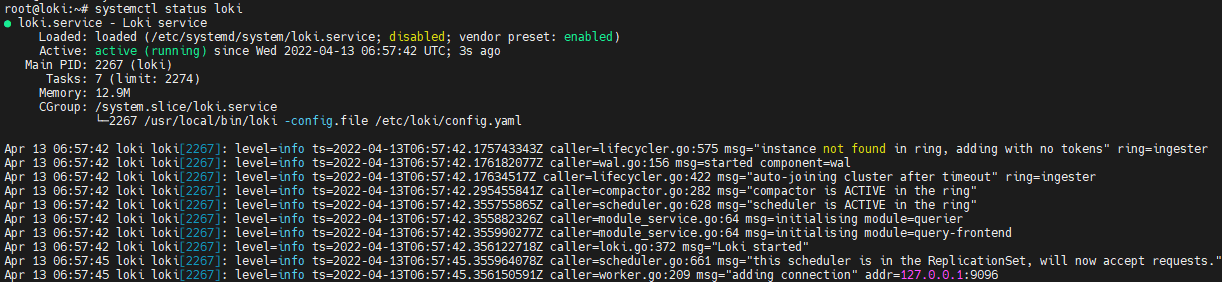 root@loki:~# systemctl status loki
● loki.service - Loki service
Loaded: loaded (/etc/systemd/system/loki.service; disabled; vendor preset: enabled)
Active: active (running) since Wed 2022-04-13 06:57:42 UTC; 3s ago
Main PID: 2267 (loki)
Tasks: 7 (limit: 2274)
Memory: 12.9M
CGroup: /system.slice/loki.service
└─2267 /usr/local/bin/loki -config.file /etc/loki/config.yaml
Apr 13 06:57:42 loki loki[2267]: level=info ts=2022-04-13T06:57:42.175743343Z caller=lifecycler.go:575 msg="instance not found in ring, adding with no tokens" ring=ingester
Apr 13 06:57:42 loki loki[2267]: level=info ts=2022-04-13T06:57:42.176182077Z caller=wal.go:156 msg=started component=wal
Apr 13 06:57:42 loki loki[2267]: level=info ts=2022-04-13T06:57:42.17634517Z caller=lifecycler.go:422 msg="auto-joining cluster after timeout" ring=ingester
Apr 13 06:57:42 loki loki[2267]: level=info ts=2022-04-13T06:57:42.295455841Z caller=compactor.go:282 msg="compactor is ACTIVE in the ring"
Apr 13 06:57:42 loki loki[2267]: level=info ts=2022-04-13T06:57:42.355755865Z caller=scheduler.go:628 msg="scheduler is ACTIVE in the ring"
Apr 13 06:57:42 loki loki[2267]: level=info ts=2022-04-13T06:57:42.355882326Z caller=module_service.go:64 msg=initialising module=querier
Apr 13 06:57:42 loki loki[2267]: level=info ts=2022-04-13T06:57:42.355990277Z caller=module_service.go:64 msg=initialising module=query-frontend
Apr 13 06:57:42 loki loki[2267]: level=info ts=2022-04-13T06:57:42.356122718Z caller=loki.go:372 msg="Loki started"
Apr 13 06:57:45 loki loki[2267]: level=info ts=2022-04-13T06:57:45.355964078Z caller=scheduler.go:661 msg="this scheduler is in the ReplicationSet, will now accept requests."
Apr 13 06:57:45 loki loki[2267]: level=info ts=2022-04-13T06:57:45.356150591Z caller=worker.go:209 msg="adding connection" addr=127.0.0.1:9096